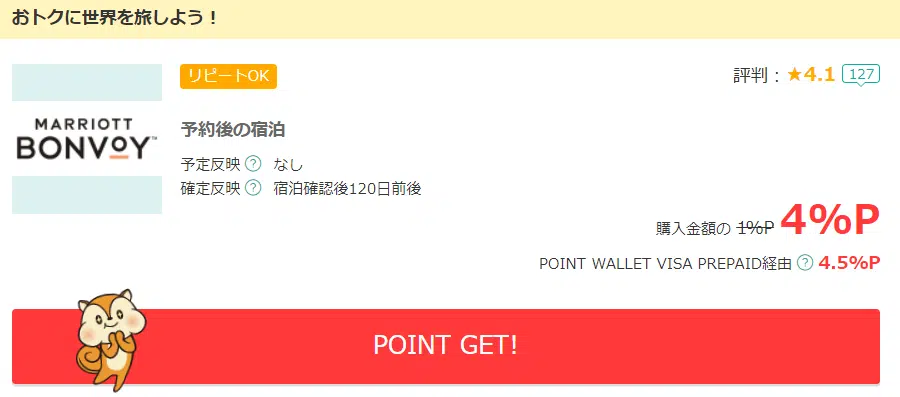 おトクに世界を旅しよう！
リピートOK
評判：★4.1 127
MARRIOTT
BONVOY™
予約後の宿泊
予定反映 ? なし
確定反映 ? 宿泊確認後120日前後
購入金額の 1%P 4%P
POINT WALLET VISA PREPAID経由 ? 4.5%P
POINT GET!